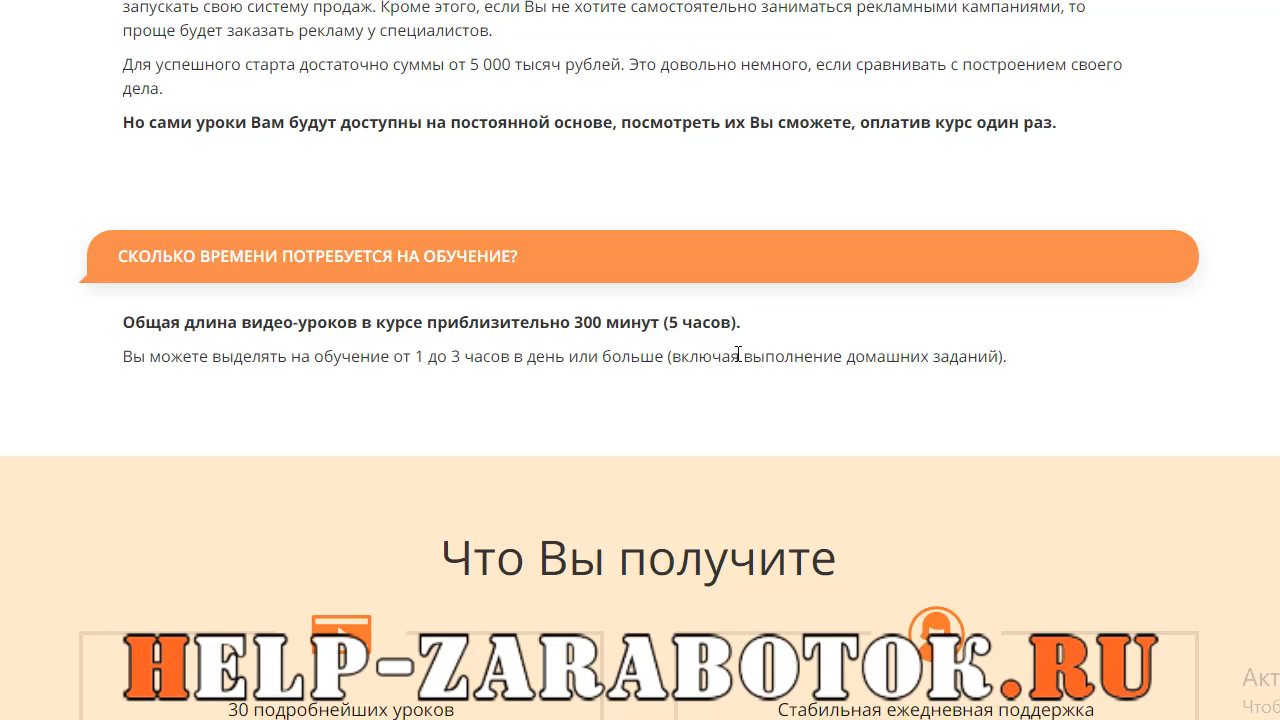 запускать свою систему продаж. Кроме этого, если Вы не хотите самостоятельно заниматься рекламными кампаниями, то
проще будет заказать рекламу у специалистов.
Для успешного старта достаточно суммы от 5 000 тысяч рублей. Это довольно немного, если сравнивать с построением своего
дела.
Но сами уроки Вам будут доступны на постоянной основе, посмотреть их Вы сможете, оплатив курс один раз.
СКОЛЬКО ВРЕМЕНИ ПОТРЕБУЕТСЯ НА ОБУЧЕНИЕ?
Общая длина видео-уроков в курсе приблизительно 300 минут (5 часов).
Вы можете выделять на обучение от 1 до 3 часов в день или больше (включая выполнение домашних заданий).
Что Вы получите
HELP-ZARABOTOK.RU
30 подробнейших уроков
Стабильная ежедневная поддержка